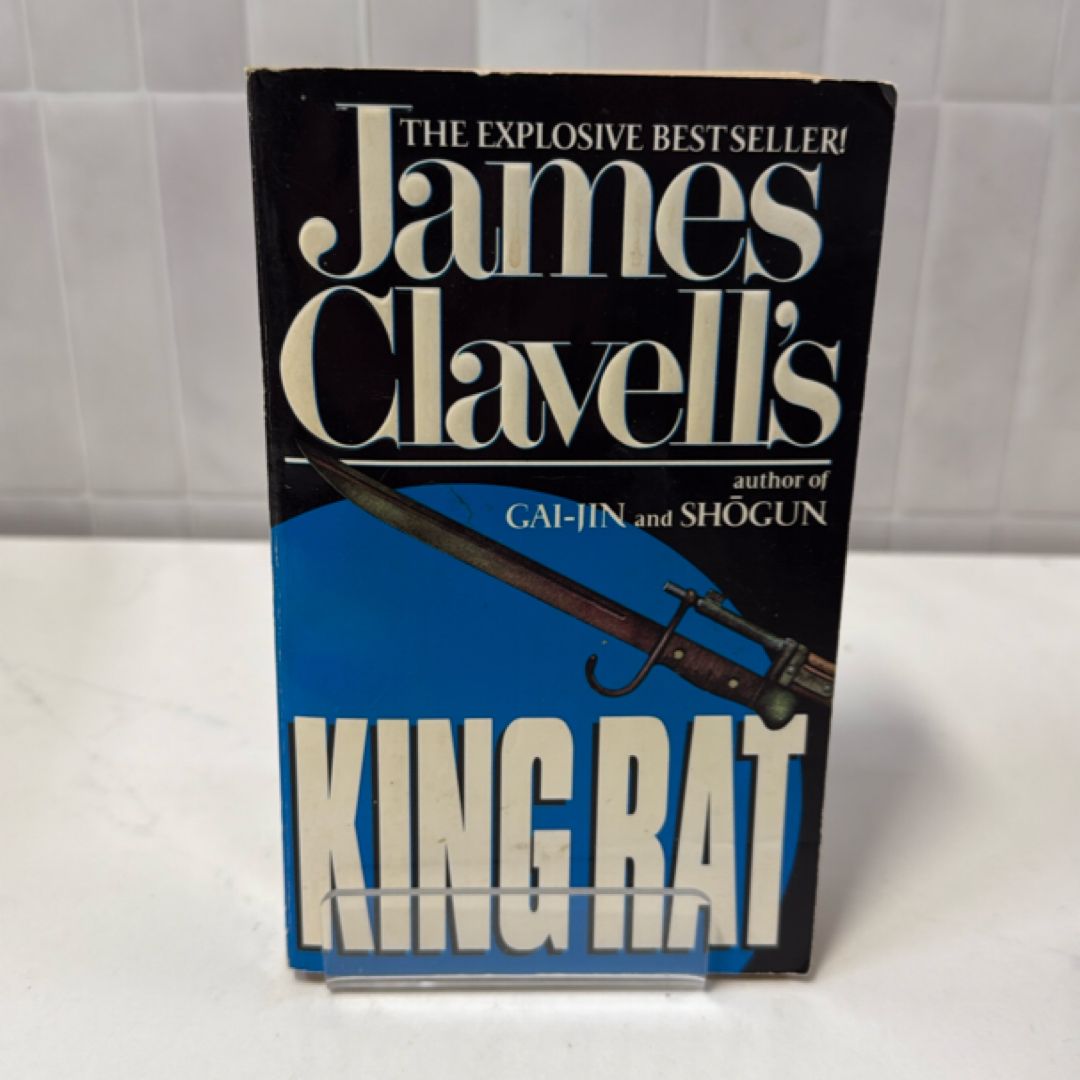 THE EXPLOSIVE BESTSELLER!
James
Clavell's
author of
GAI-JIN and SHŌGUN
KING RAT